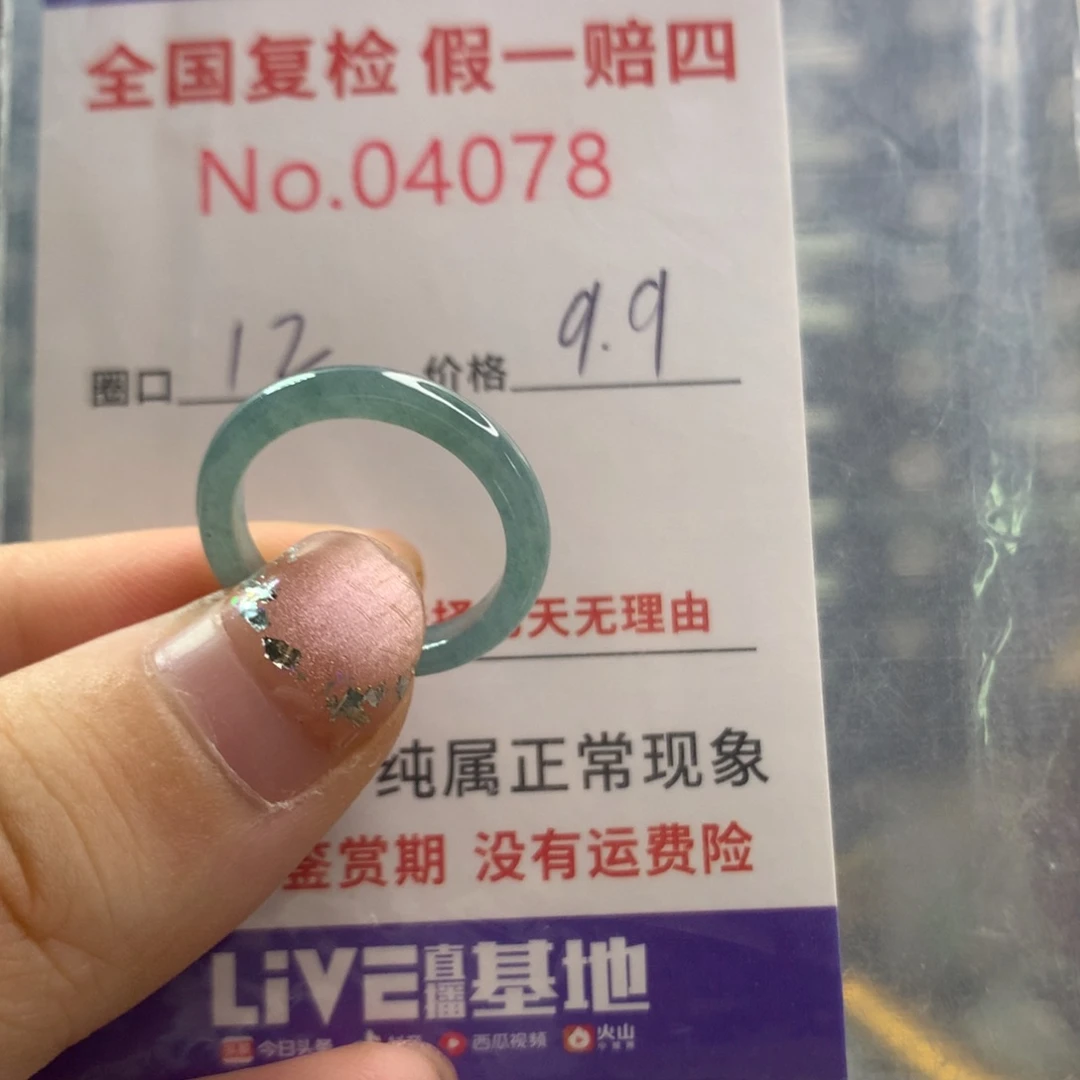 全国复检 假一赔四
No.04078
圈口 12 价格 9.9
天无理由
纯属正常现象
鉴赏期 没有运费险
LiVE直播基地
今日头条 西瓜视频 火山